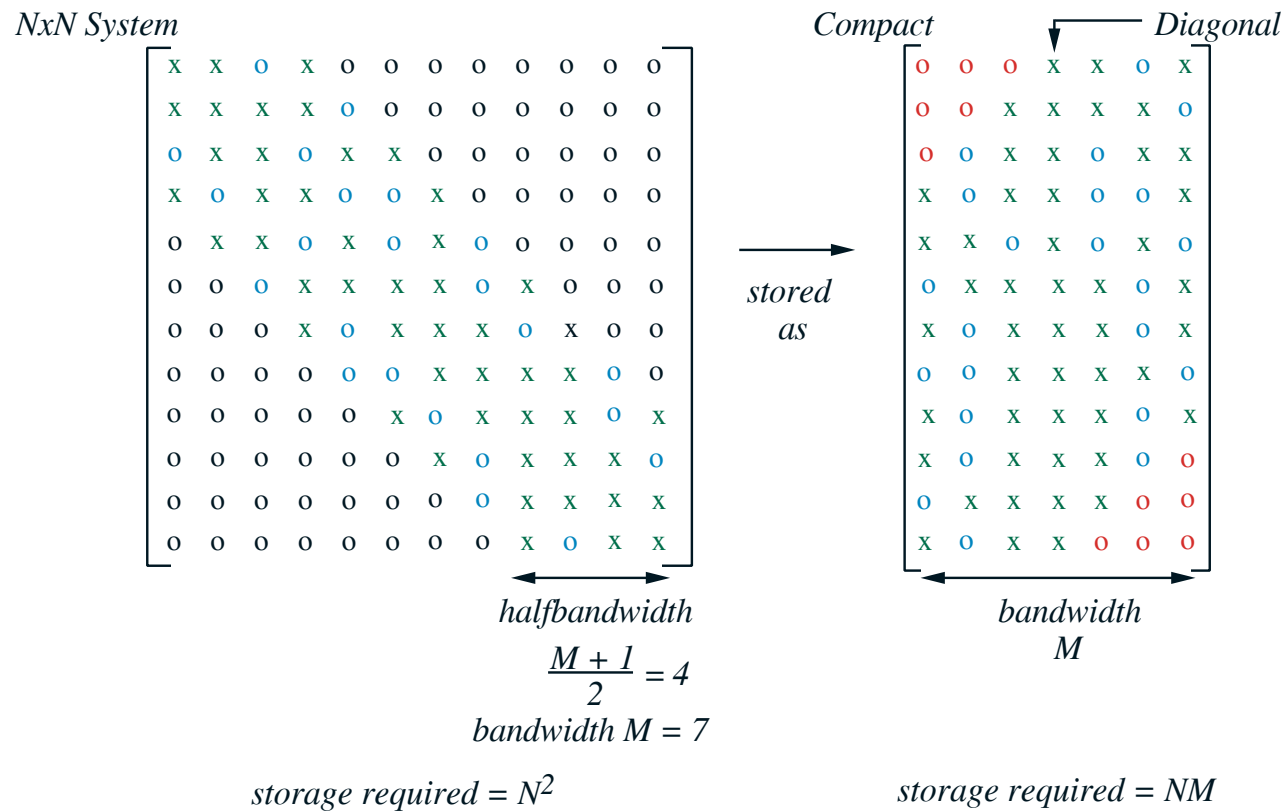 NxN System Compact Diagonal
x x o x o o o o o o o o o o o x x o x
x x x x o o o o o o o o o o x x x x o
o x x o x x o o o o o o o o x x o x x
x o x x o o x o o o o o x o x x o o x
o x x o x o x o o o o o x x o x o x o
o o o x x x x o x o o o o x x x x o x
o o o x o x x x o x o o x o x x x o x
o o o o o o x x x x o o o o x x x x o
o o o o o x o x x x o x x o x x x o x
o o o o o o x o x x x o x o x x x o o
o o o o o o o o x x x x o x x x x o o
o o o o o o o o x o x x x o x x o o o
stored
as
halfbandwidth
M + 1
2
= 4
bandwidth M = 7
bandwidth
M
storage required = N²
storage required = NM